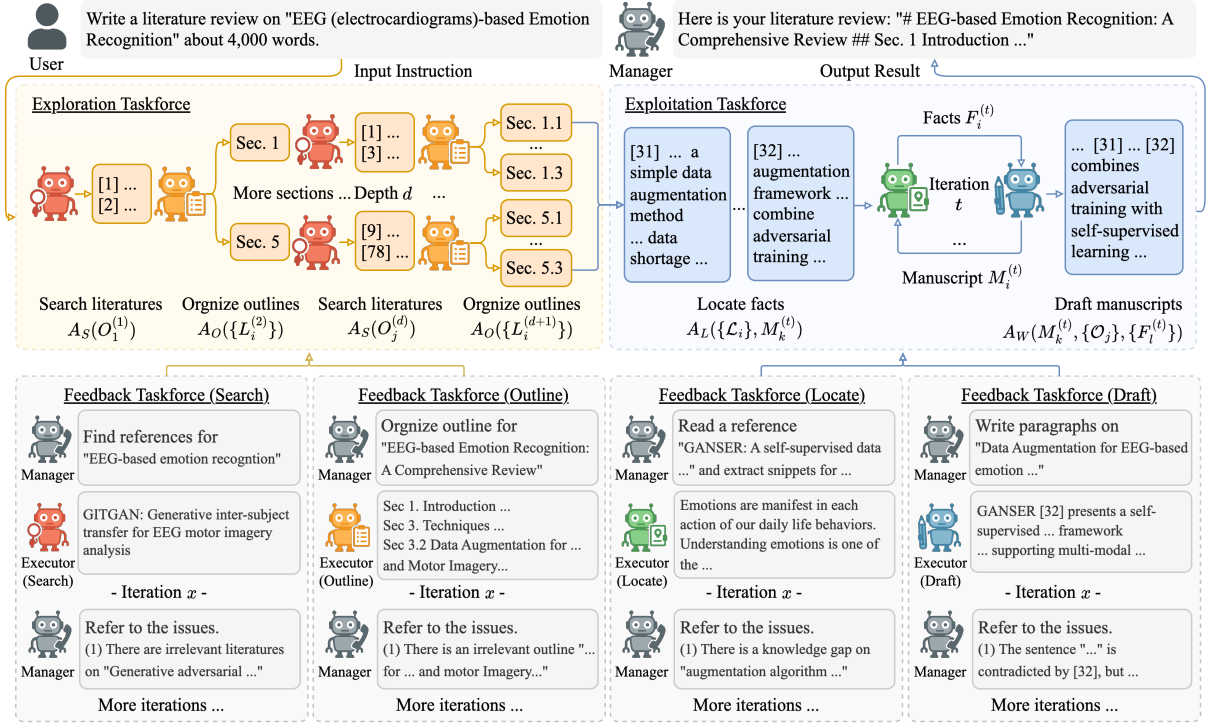 Write a literature review on "EEG (electrocardiograms)-based Emotion
Recognition" about 4,000 words.
User
Input Instruction
Here is your literature review: "# EEG-based Emotion Recognition: A
Comprehensive Review ## Sec. 1 Introduction ..."
Manager
Output Result
Exploration Taskforce
[1] ...
[2] ...
Sec. 1
Sec. 5
More sections ... Depth d ...
[1] ...
[3] ...
[9] ...
[78] ...
Sec. 1.1
...
Sec. 1.3
Sec. 5.1
...
Sec. 5.3
Search literatures
A_S(O_1^{(1)})
Orgnize outlines
A_O({L_i^{(2)}})
Search literatures
A_S(O_j^{(d)})
Orgnize outlines
A_O({L_i^{(d+1)}})
Exploitation Taskforce
[31] ... a
simple data
augmentation
method
... data
shortage ...
...
[32] ...
augmentation
framework ...
combine
adversarial
training ...
Facts F_i^{(t)}
Iteration
t
...
Manuscript M_i^{(t)}
... [31] ... [32]
combines
adversarial
training with
self-supervised
learning ...
Locate facts
A_L({ℒ_i}, M_k^{(t)})
Draft manuscripts
A_W(M_k^{(t)}, {𝒪_j}, {F_l^{(t)}})
Feedback Taskforce (Search)
Manager
Find references for
"EEG-based emotion recogntion"
Executor
(Search)
GITGAN: Generative inter-subject
transfer for EEG motor imagery
analysis
- Iteration x -
Manager
Refer to the issues.
(1) There are irrelevant literatures
on "Generative adversarial ..."
More iterations ...
Feedback Taskforce (Outline)
Manager
Orgnize outline for
"EEG-based Emotion Recognition:
A Comprehensive Review"
Executor
(Outline)
Sec 1. Introduction ...
Sec 3. Techniques ...
Sec 3.2 Data Augmentation for ...
and Motor Imagery...
- Iteration x -
Manager
Refer to the issues.
(1) There is an irrelevant outline "...
for ... and motor Imagery..."
More iterations ...
Feedback Taskforce (Locate)
Manager
Read a reference
"GANSER: A self-supervised data
..." and extract snippets for ...
Executor
(Locate)
Emotions are manifest in each
action of our daily life behaviors.
Understanding emotions is one of
the ...
- Iteration x -
Manager
Refer to the issues.
(1) There is a knowledge gap on
"augmentation algorithm ..."
More iterations ...
Feedback Taskforce (Draft)
Manager
Write paragraphs on
"Data Augmentation for EEG-based
emotion ..."
Executor
(Draft)
GANSER [32] presents a self-
supervised ... framework
... supporting multi-modal ...
- Iteration x -
Manager
Refer to the issues.
(1) The sentence "..." is
contradicted by [32], but ...
More iterations ...